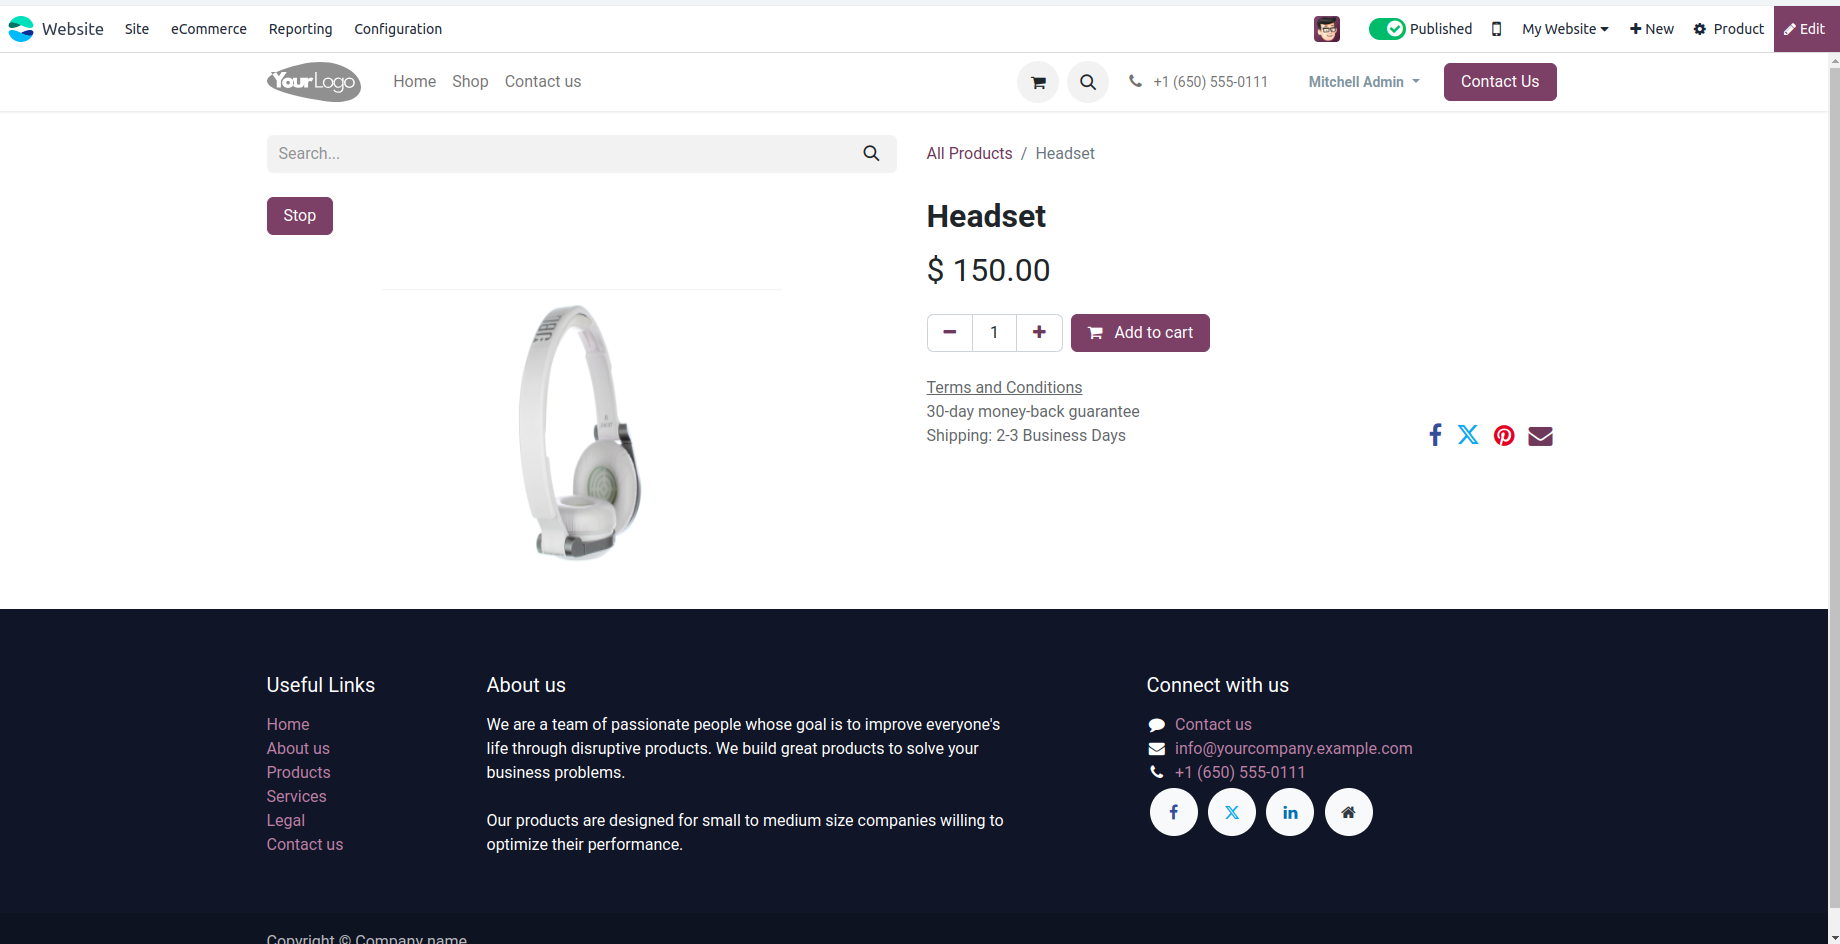 Website Site eCommerce Reporting Configuration Published My Website New Product Edit
YourLogo Home Shop Contact us +1 (650) 555-0111 Mitchell Admin Contact Us
Search...
All Products / Headset
Stop
Headset
$ 150.00
1 Add to cart
Terms and Conditions
30-day money-back guarantee
Shipping: 2-3 Business Days
Useful Links
Home
About us
Products
Services
Legal
Contact us
About us
We are a team of passionate people whose goal is to improve everyone's
life through disruptive products. We build great products to solve your
business problems.
Our products are designed for small to medium size companies willing to
optimize their performance.
Connect with us
Contact us
info@yourcompany.example.com
+1 (650) 555-0111
Copyright © Company name